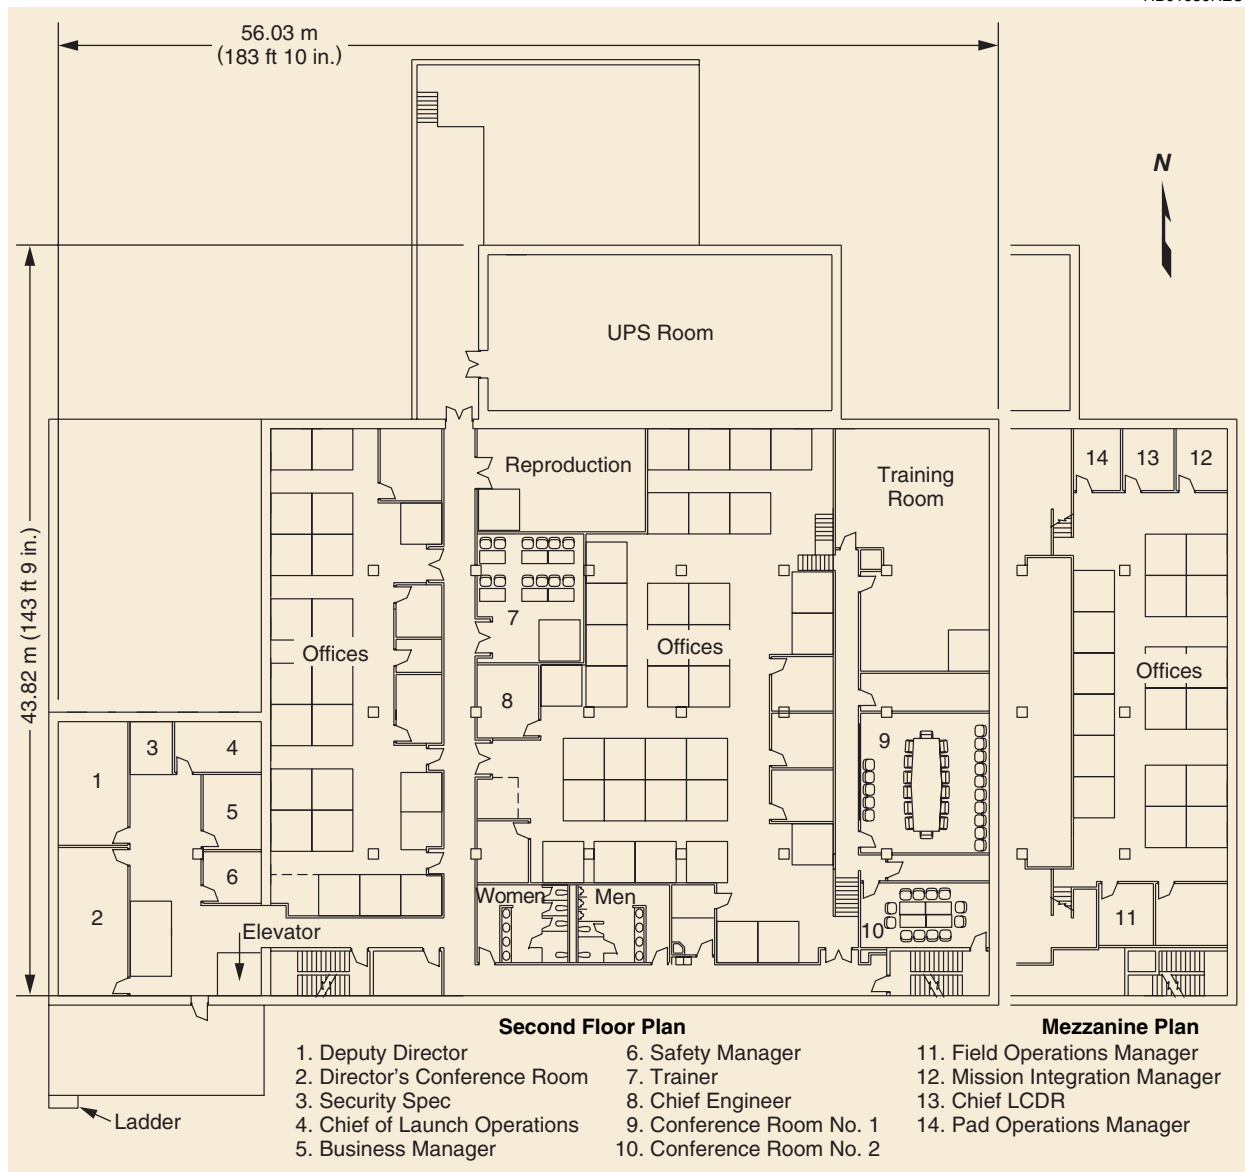 56.03 m
(183 ft 10 in.)
N
43.82 m (143 ft 9 in.)
UPS Room
Reproduction
Training
Room
14
13
12
7
Offices
Offices
Offices
8
3
4
9
1
5
6
2
Women
Men
11
10
Elevator
Second Floor Plan
Mezzanine Plan
1. Deputy Director
2. Director's Conference Room
3. Security Spec
4. Chief of Launch Operations
5. Business Manager
6. Safety Manager
7. Trainer
8. Chief Engineer
9. Conference Room No. 1
10. Conference Room No. 2
11. Field Operations Manager
12. Mission Integration Manager
13. Chief LCDR
14. Pad Operations Manager
Ladder